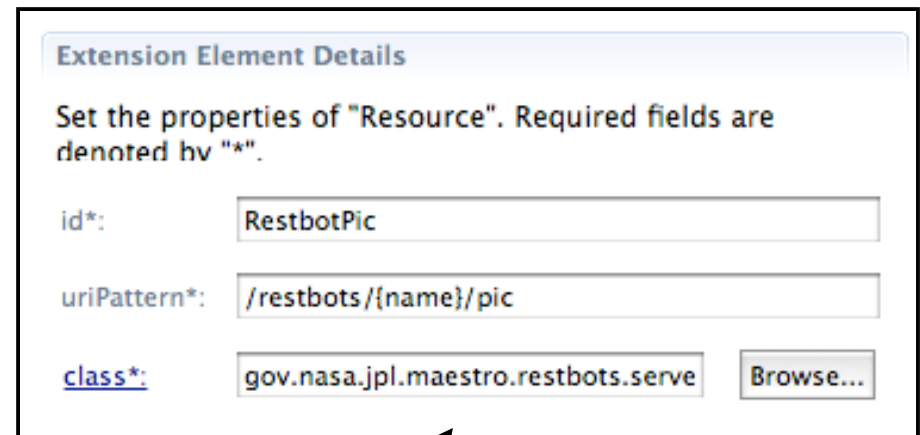 Extension Element Details
Set the properties of "Resource". Required fields are
denoted by "*".
id*: RestbotPic
uriPattern*: /restbots/{name}/pic
class*: gov.nasa.jpl.maestro.restbots.serve Browse...